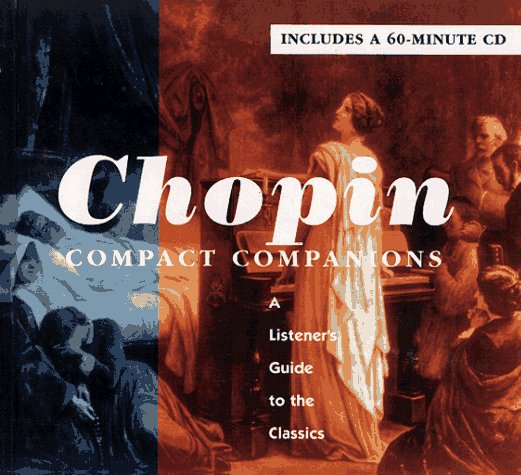 INCLUDES A 60-MINUTE CD
Chopin
COMPACT COMPANIONS
A
Listener's
Guide
to the
Classics